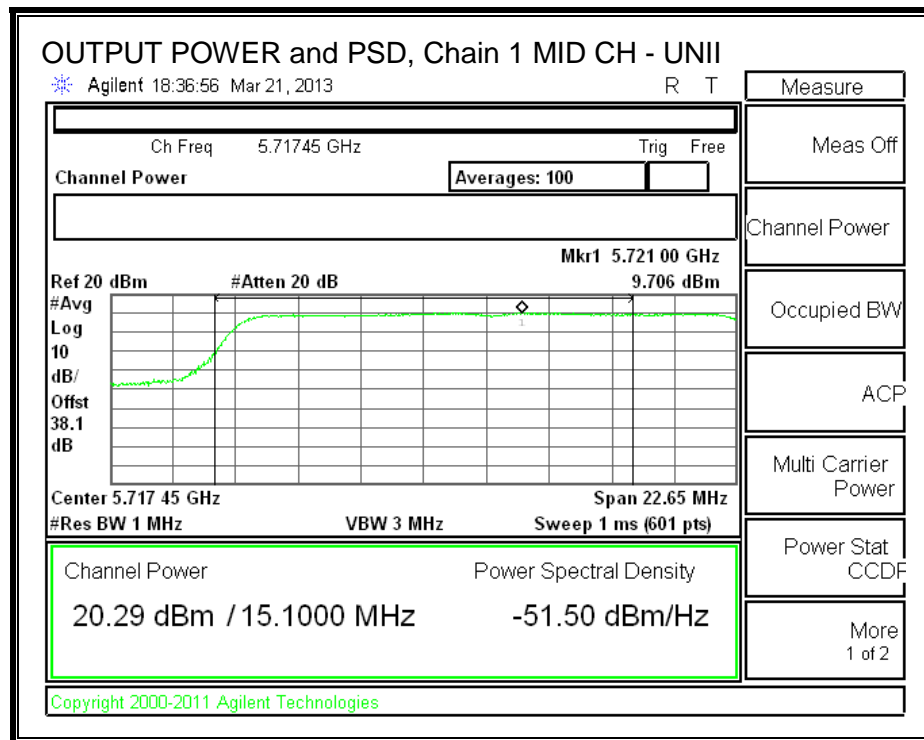 OUTPUT POWER and PSD, Chain 1 MID CH - UNII
Agilent 18:36:56 Mar 21, 2013 R T
Measure
Ch Freq 5.71745 GHz Trig Free
Meas Off
Channel Power Averages: 100
Channel Power
Mkr1 5.721 00 GHz
Ref 20 dBm #Atten 20 dB 9.706 dBm
#Avg
Log
10
dB/
Offst
38.1
dB
1
Occupied BW
ACP
Multi Carrier
Power
Center 5.717 45 GHz Span 22.65 MHz
#Res BW 1 MHz VBW 3 MHz Sweep 1 ms (601 pts)
Power Stat
CCDF
Channel Power Power Spectral Density
20.29 dBm / 15.1000 MHz -51.50 dBm/Hz
More
1 of 2
Copyright 2000-2011 Agilent Technologies